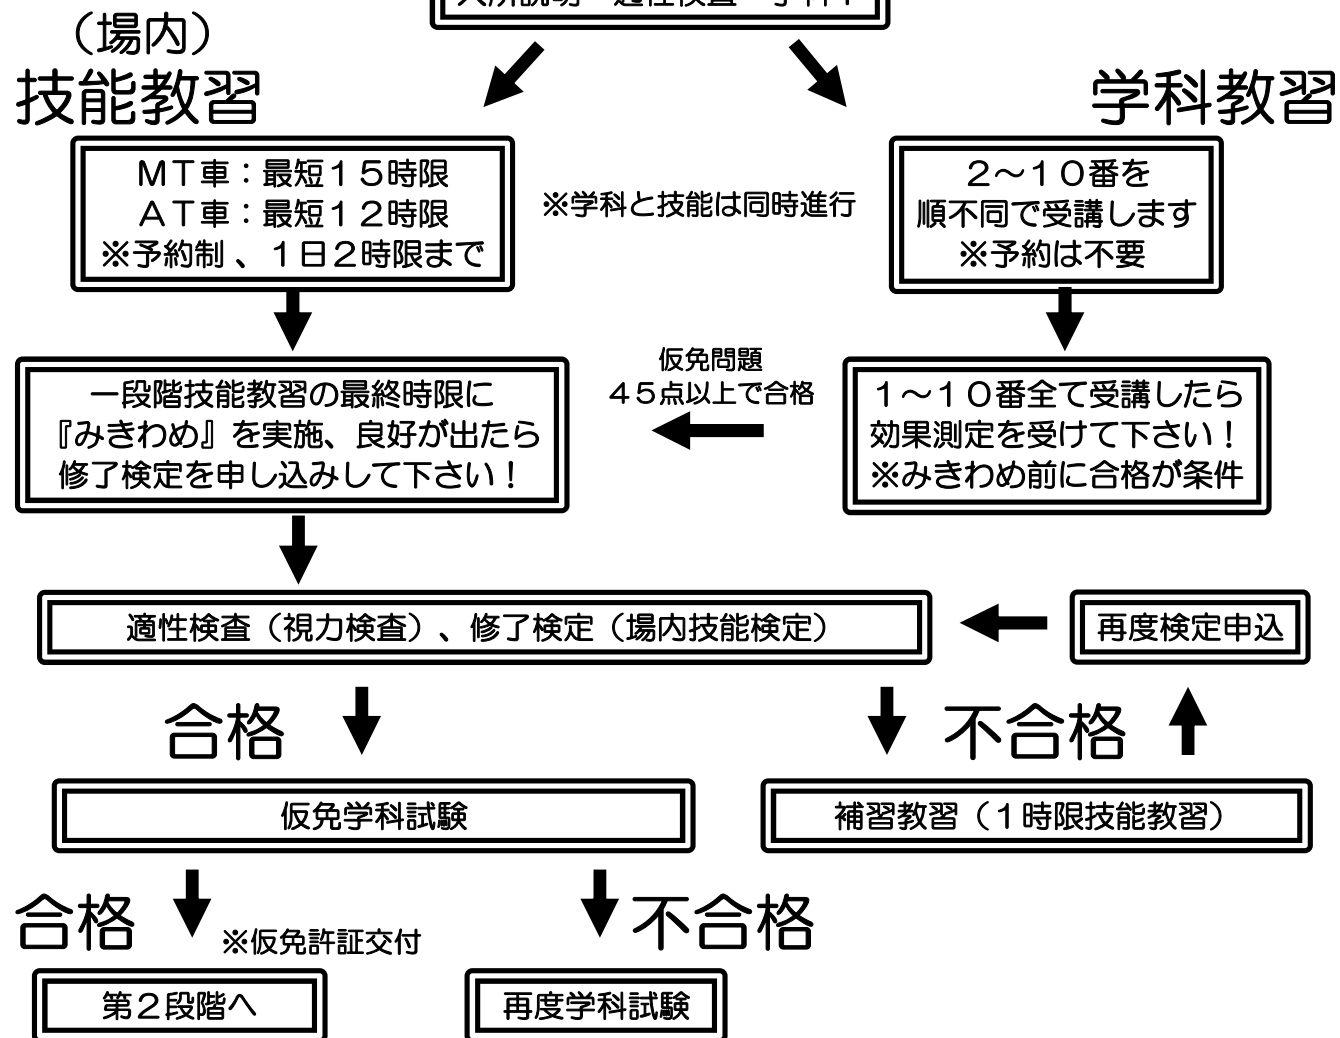 （場内）
技能教習
学科教習
ＭＴ車：最短１５時限
ＡＴ車：最短１２時限
※予約制 、１日２時限まで
※学科と技能は同時進行
２～１０番を
順不同で受講します
※予約は不要
一段階技能教習の最終時限に
『みきわめ』を実施、良好が出たら
修了検定を申し込みして下さい！
仮免問題
４５点以上で合格
１～１０番全て受講したら
効果測定を受けて下さい！
※みきわめ前に合格が条件
適性検査（視力検査）、修了検定（場内技能検定）
再度検定申込
合格
不合格
仮免学科試験
補習教習（１時限技能教習）
合格
※仮免許証交付
不合格
第２段階へ
再度学科試験